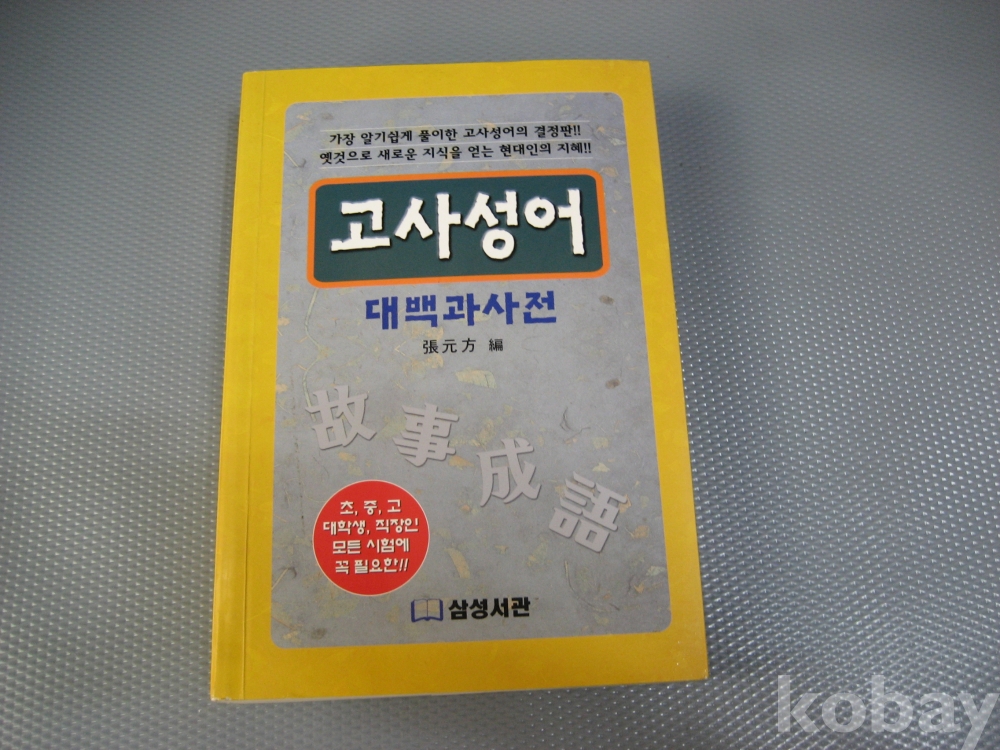 가장 알기쉽게 풀이한 고사성어의 결정판!!
옛것으로 새로운 지식을 얻는 현대인의 지혜!!
고사성어
대백과사전
張元方 編
故事成語
초, 중, 고
대학생, 직장인
모든 시험에
꼭 필요한!!
삼성서관
kobay